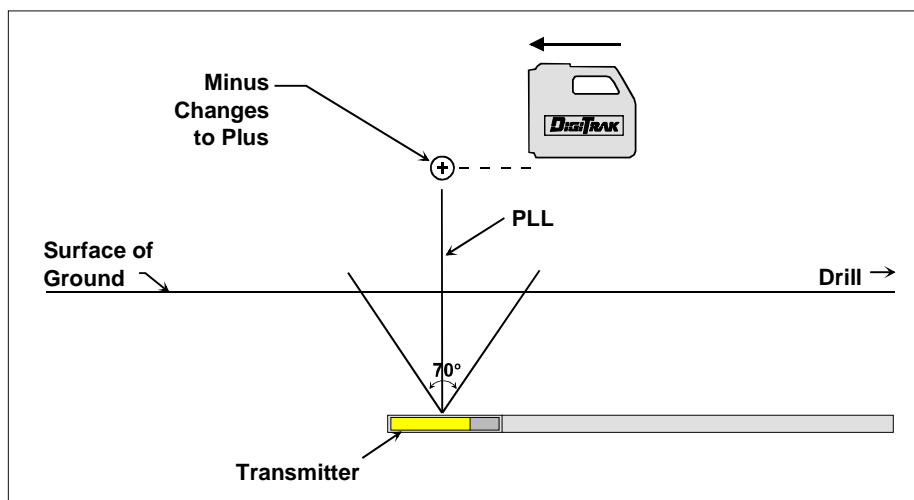 Minus
Changes
to Plus
DIGITRAK
+
PLL
Surface of
Ground
Drill
70°
Transmitter